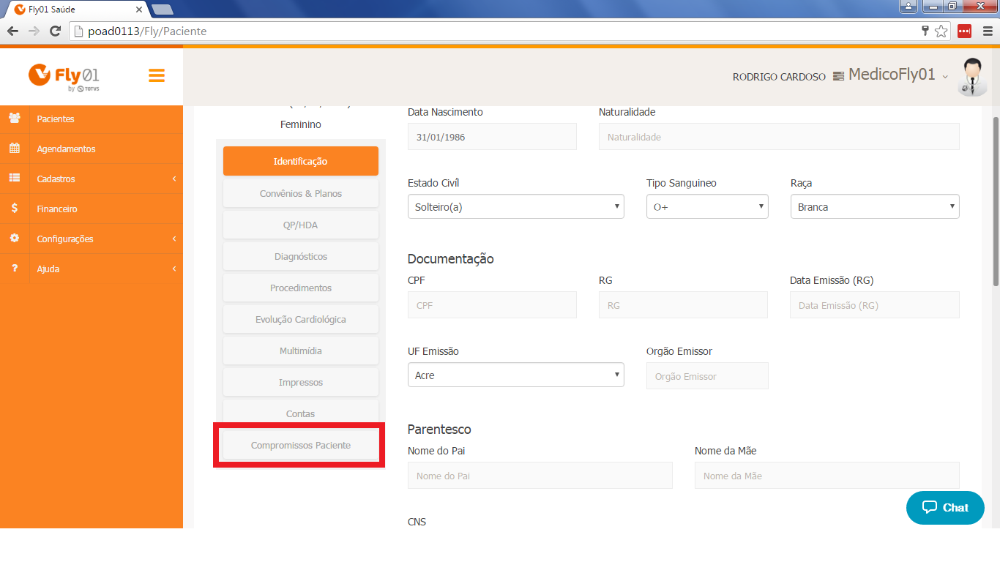 Fly01 Saúde
poad0113/Fly/Paciente
Fly01
by TOTVS
RODRIGO CARDOSO MedicoFly01
Pacientes
Agendamentos
Cadastros
Financeiro
Configurações
Ajuda
Feminino
Identificação
Convênios & Planos
QP/HDA
Diagnósticos
Procedimentos
Evolução Cardiológica
Multimídia
Impressos
Contas
Compromissos Paciente
Data Nascimento Naturalidade
31/01/1986 Naturalidade
Estado Civíl Tipo Sanguineo Raça
Solteiro(a) O+ Branca
Documentação
CPF RG Data Emissão (RG)
CPF RG Data Emissão (RG)
UF Emissão Orgão Emissor
Acre Orgão Emissor
Parentesco
Nome do Pai Nome da Mãe
Nome do Pai Nome da Mãe
CNS
Chat